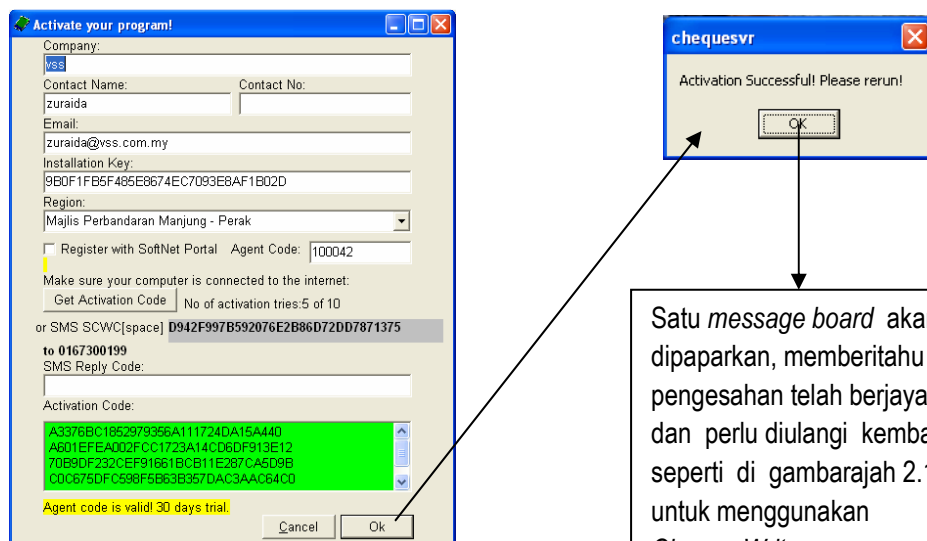 Activate your program!
Company:
vss
Contact Name: Contact No:
zuraida
Email:
zuraida@vss.com.my
Installation Key:
9B0F1FB5F485E8674EC7093E8AF1B02D
Region:
Majlis Perbandaran Manjung - Perak
Register with SoftNet Portal Agent Code: 100042
Make sure your computer is connected to the internet:
Get Activation Code No of activation tries:5 of 10
or SMS SCWC[space] D942F997B592076E2B86D72DD7871375
to 0167300199
SMS Reply Code:
Activation Code:
A3376BC1852979356A111724DA15A440
A601EFEA002FCC1723A14CD6DF913E12
70B9DF232CEF91661BCB11E287CA5D9B
C0C675DFC598F5B63B357DAC3AAC64C0
Agent code is valid! 30 days trial.
Cancel Ok
chequesvr
Activation Successful! Please rerun!
OK
Satu message board
dipaparkan, memberitahu
pengesahan telah berjaya
dan perlu diulangi
seperti di gambarajah 2.1
untuk menggunakan